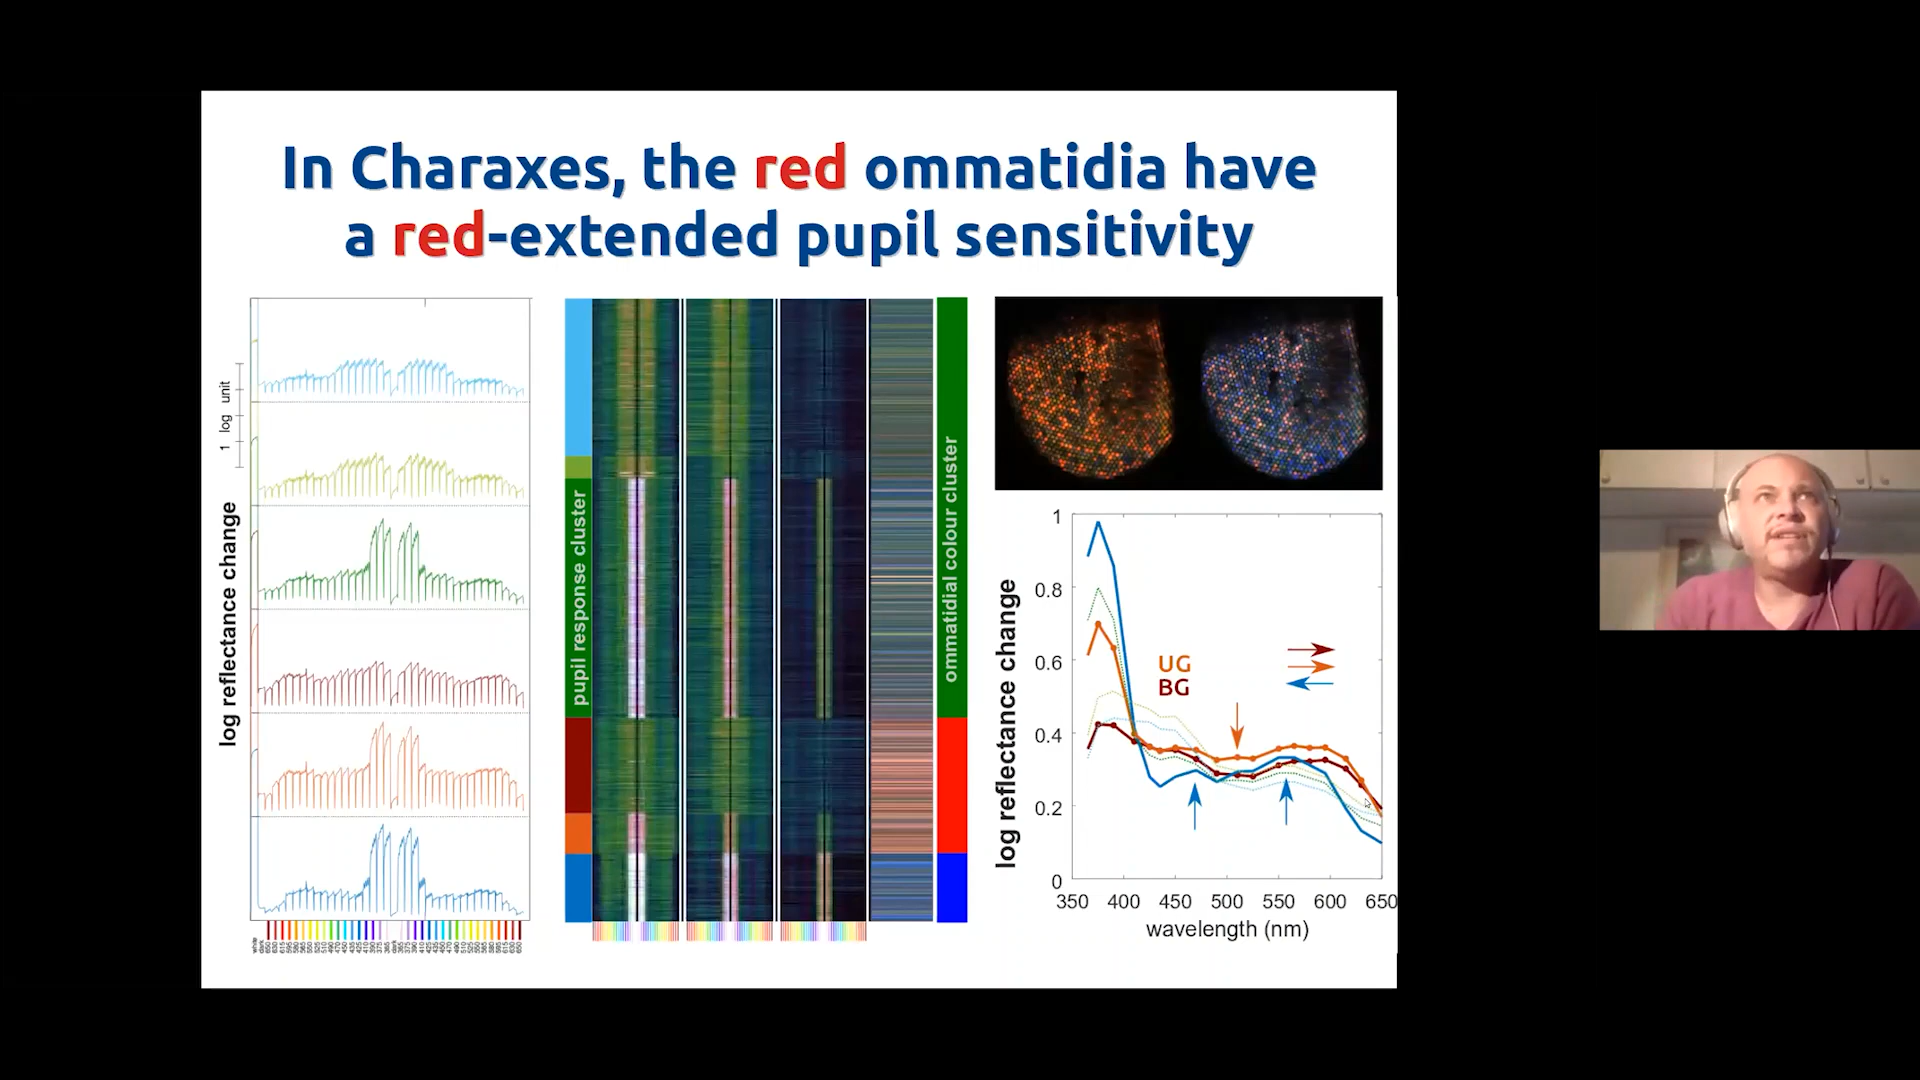 In Charaxes, the red ommatidia have
a red-extended pupil sensitivity
log reflectance change
1 log unit
pupil response cluster
ommatidial colour cluster
log reflectance change
1
0.8
0.6
0.4
0.2
0
UG
BG
350 400 450 500 550 600 650
wavelength (nm)